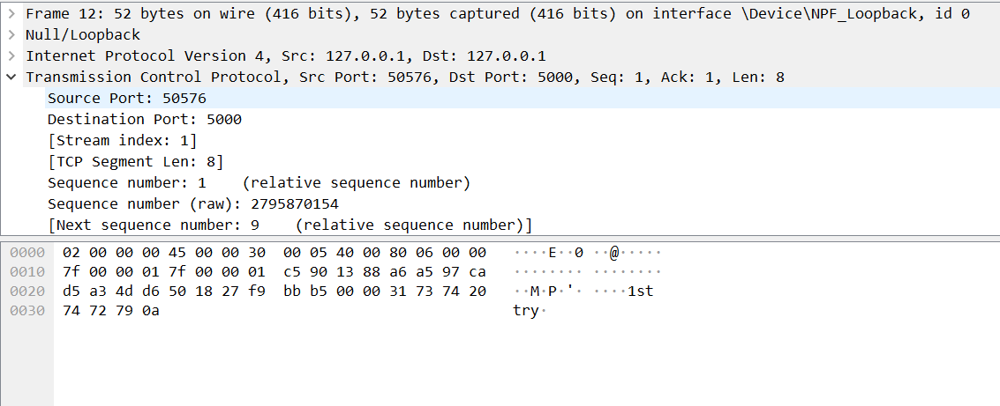 Frame 12: 52 bytes on wire (416 bits), 52 bytes captured (416 bits) on interface \Device\NPF_Loopback, id 0
Null/Loopback
Internet Protocol Version 4, Src: 127.0.0.1, Dst: 127.0.0.1
Transmission Control Protocol, Src Port: 50576, Dst Port: 5000, Seq: 1, Ack: 1, Len: 8
Source Port: 50576
Destination Port: 5000
[Stream index: 1]
[TCP Segment Len: 8]
Sequence number: 1    (relative sequence number)
Sequence number (raw): 2795870154
[Next sequence number: 9    (relative sequence number)]
0000 02 00 00 00 45 00 00 30  00 05 40 00 80 06 00 00 ····E··0 ··@·····
0010 7f 00 00 01 7f 00 00 01  c5 90 13 88 a6 a5 97 ca ········ ········
0020 d5 a3 4d d6 50 18 27 f9  bb b5 00 00 31 73 74 20 ··M·P·'· ····1st
0030 74 72 79 0a try·